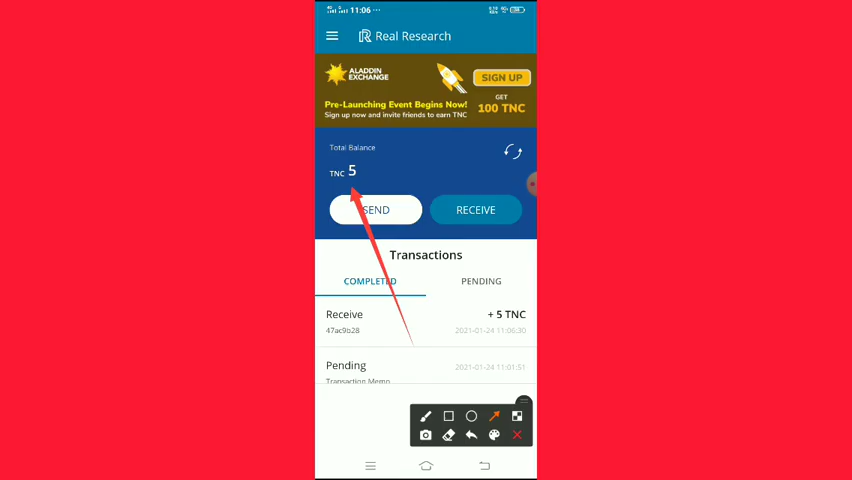 11:06
Real Research
ALADDIN
EXCHANGE
SIGN UP
GET
100 TNC
Pre-Launching Event Begins Now!
Sign up now and invite friends to earn TNC
Total Balance
TNC 5
SEND
RECEIVE
Transactions
COMPLETED
PENDING
Receive
+ 5 TNC
47ac9b28
2021-01-24 11:06:30
Pending
2021-01-24 11:01:51
Transaction Memo